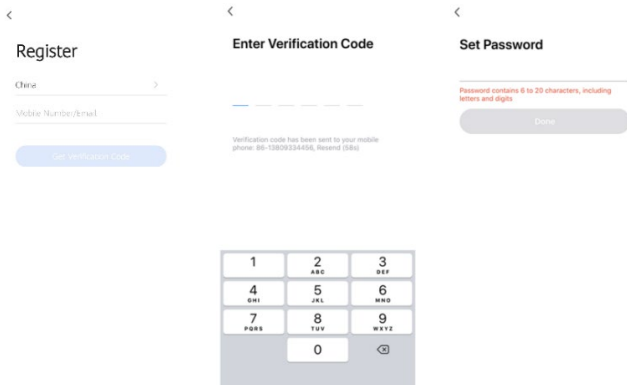 Register
China
Mobile Number/Email
Get Verification Code
Enter Verification Code
Verification code has been sent to your mobile
phone: 86-13809334456, Resend (58s)
1
2
ABC
3
DEF
4
GHI
5
JKL
6
MNO
7
PQRS
8
TUV
9
WXYZ
0
Set Password
Password contains 6 to 20 characters, including
letters and digits
Done